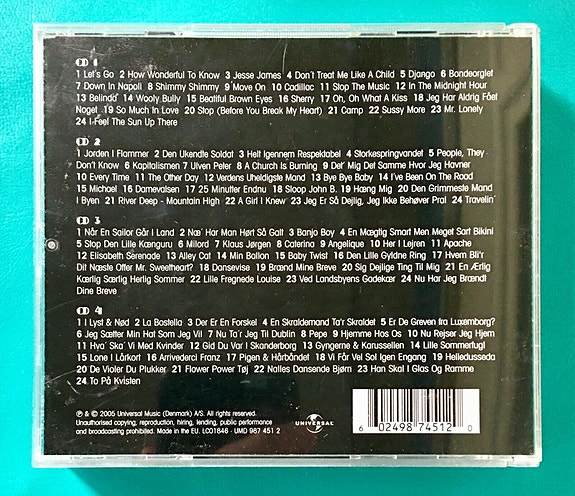 CD 1
1 Let's Go 2 How Wonderful To Know 3 Jesse James 4 Don't Treat Me Like A Child 5 Django 6 Bondeorglet
7 Down In Napoli 8 Shimmy Shimmy 9 Move On 10 Cadillac 11 Stop The Music 12 In The Midnight Hour
13 Belinda 14 Wooly Bully 15 Beatiful Brown Eyes 16 Sherry 17 Oh, Oh What A Kiss 18 Jeg Har Aldrig Fået
Noget 19 So Much In Love 20 Stop (Before You Break My Heart) 21 Camp 22 Sussy More 23 Mr. Lonely
24 I Feel The Sun Up There
CD 2
1 Jorden I Flammer 2 Den Ukendte Soldat 3 Helt Igennem Respektabel 4 Storkespringvandet 5 People, They
Don't Know 6 Kapitalismen 7 Ulven Peter 8 A Church Is Burning 9 Det' Mig Det Samme Hvor Jeg Havner
10 Every Time 11 The Other Day 12 Verdens Uheldigste Mand 13 Bye Bye Baby 14 I've Been On The Road
15 Michael 16 Damevalsen 17 25 Minutter Endnu 18 Sloop John B. 19 Hæng Mig 20 Den Grimmeste Mand
I Byen 21 River Deep - Mountain High 22 A Girl I Knew 23 Jeg Er Så Dejlig, Jeg Ikke Behøver Pral 24 Travelin'
CD 3
1 Når En Sailor Går I Land 2 Næ' Har Man Hørt Så Galt 3 Banjo Boy 4 En Mægtig Smart Men Meget Sart Bikini
5 Stop Den Lille Kænguru 6 Milord 7 Klaus Jørgen 8 Caterina 9 Angelique 10 Her I Lejren 11 Apache
12 Elisabeth Serenade 13 Alley Cat 14 Min Ballon 15 Baby Twist 16 Den Lille Gyldne Ring 17 Hvem Bli'r
Dit Næste Offer Mr. Sweetheart? 18 Dansevise 19 Brænd Mine Breve 20 Sig Dejlige Ting Til Mig 21 En Ærlig
Kærlig Særlig Herlig Sommer 22 Lille Fregnede Louise 23 Ved Landsbyens Gadekær 24 Nu Har Jeg Brændt
Dine Breve
CD 4
1 I Lyst & Nød 2 La Bostella 3 Der Er En Forskel 4 En Skraldemand Ta'r Skraldet 5 Er De Greven fra Luxemborg?
6 Jeg Sætter Min Hat Som Jeg Vil 7 Nu Ta'r Jeg Til Dublin 8 Pepe 9 Hjemme Hos Os 10 Nu Rejser Jeg Hjem
11 Hva' Ska' Vi Med Kvinder 12 Gid Du Var I Skanderborg 13 Gyngerne & Karussellen 14 Lille Sommerfugl
15 Lone I Lårkort 16 Arrivederci Franz 17 Pigen & Hårbåndet 18 Vi Får Vel Sol Igen Engang 19 Helledusseda
20 De Violer Du Plukker 21 Flower Power Tøj 22 Nalles Dansende Bjørn 23 Han Skal I Glas Og Ramme
24 To På Kvisten
℗ & © 2005 Universal Music (Denmark) A/S. All rights reserved.
Unauthorised copying, reproduction, hiring, lending, public performance
and broadcasting prohibited. Made in the EU. LC01846 · UMD 987 451 2
UNIVERSAL
6 02498 74512 0